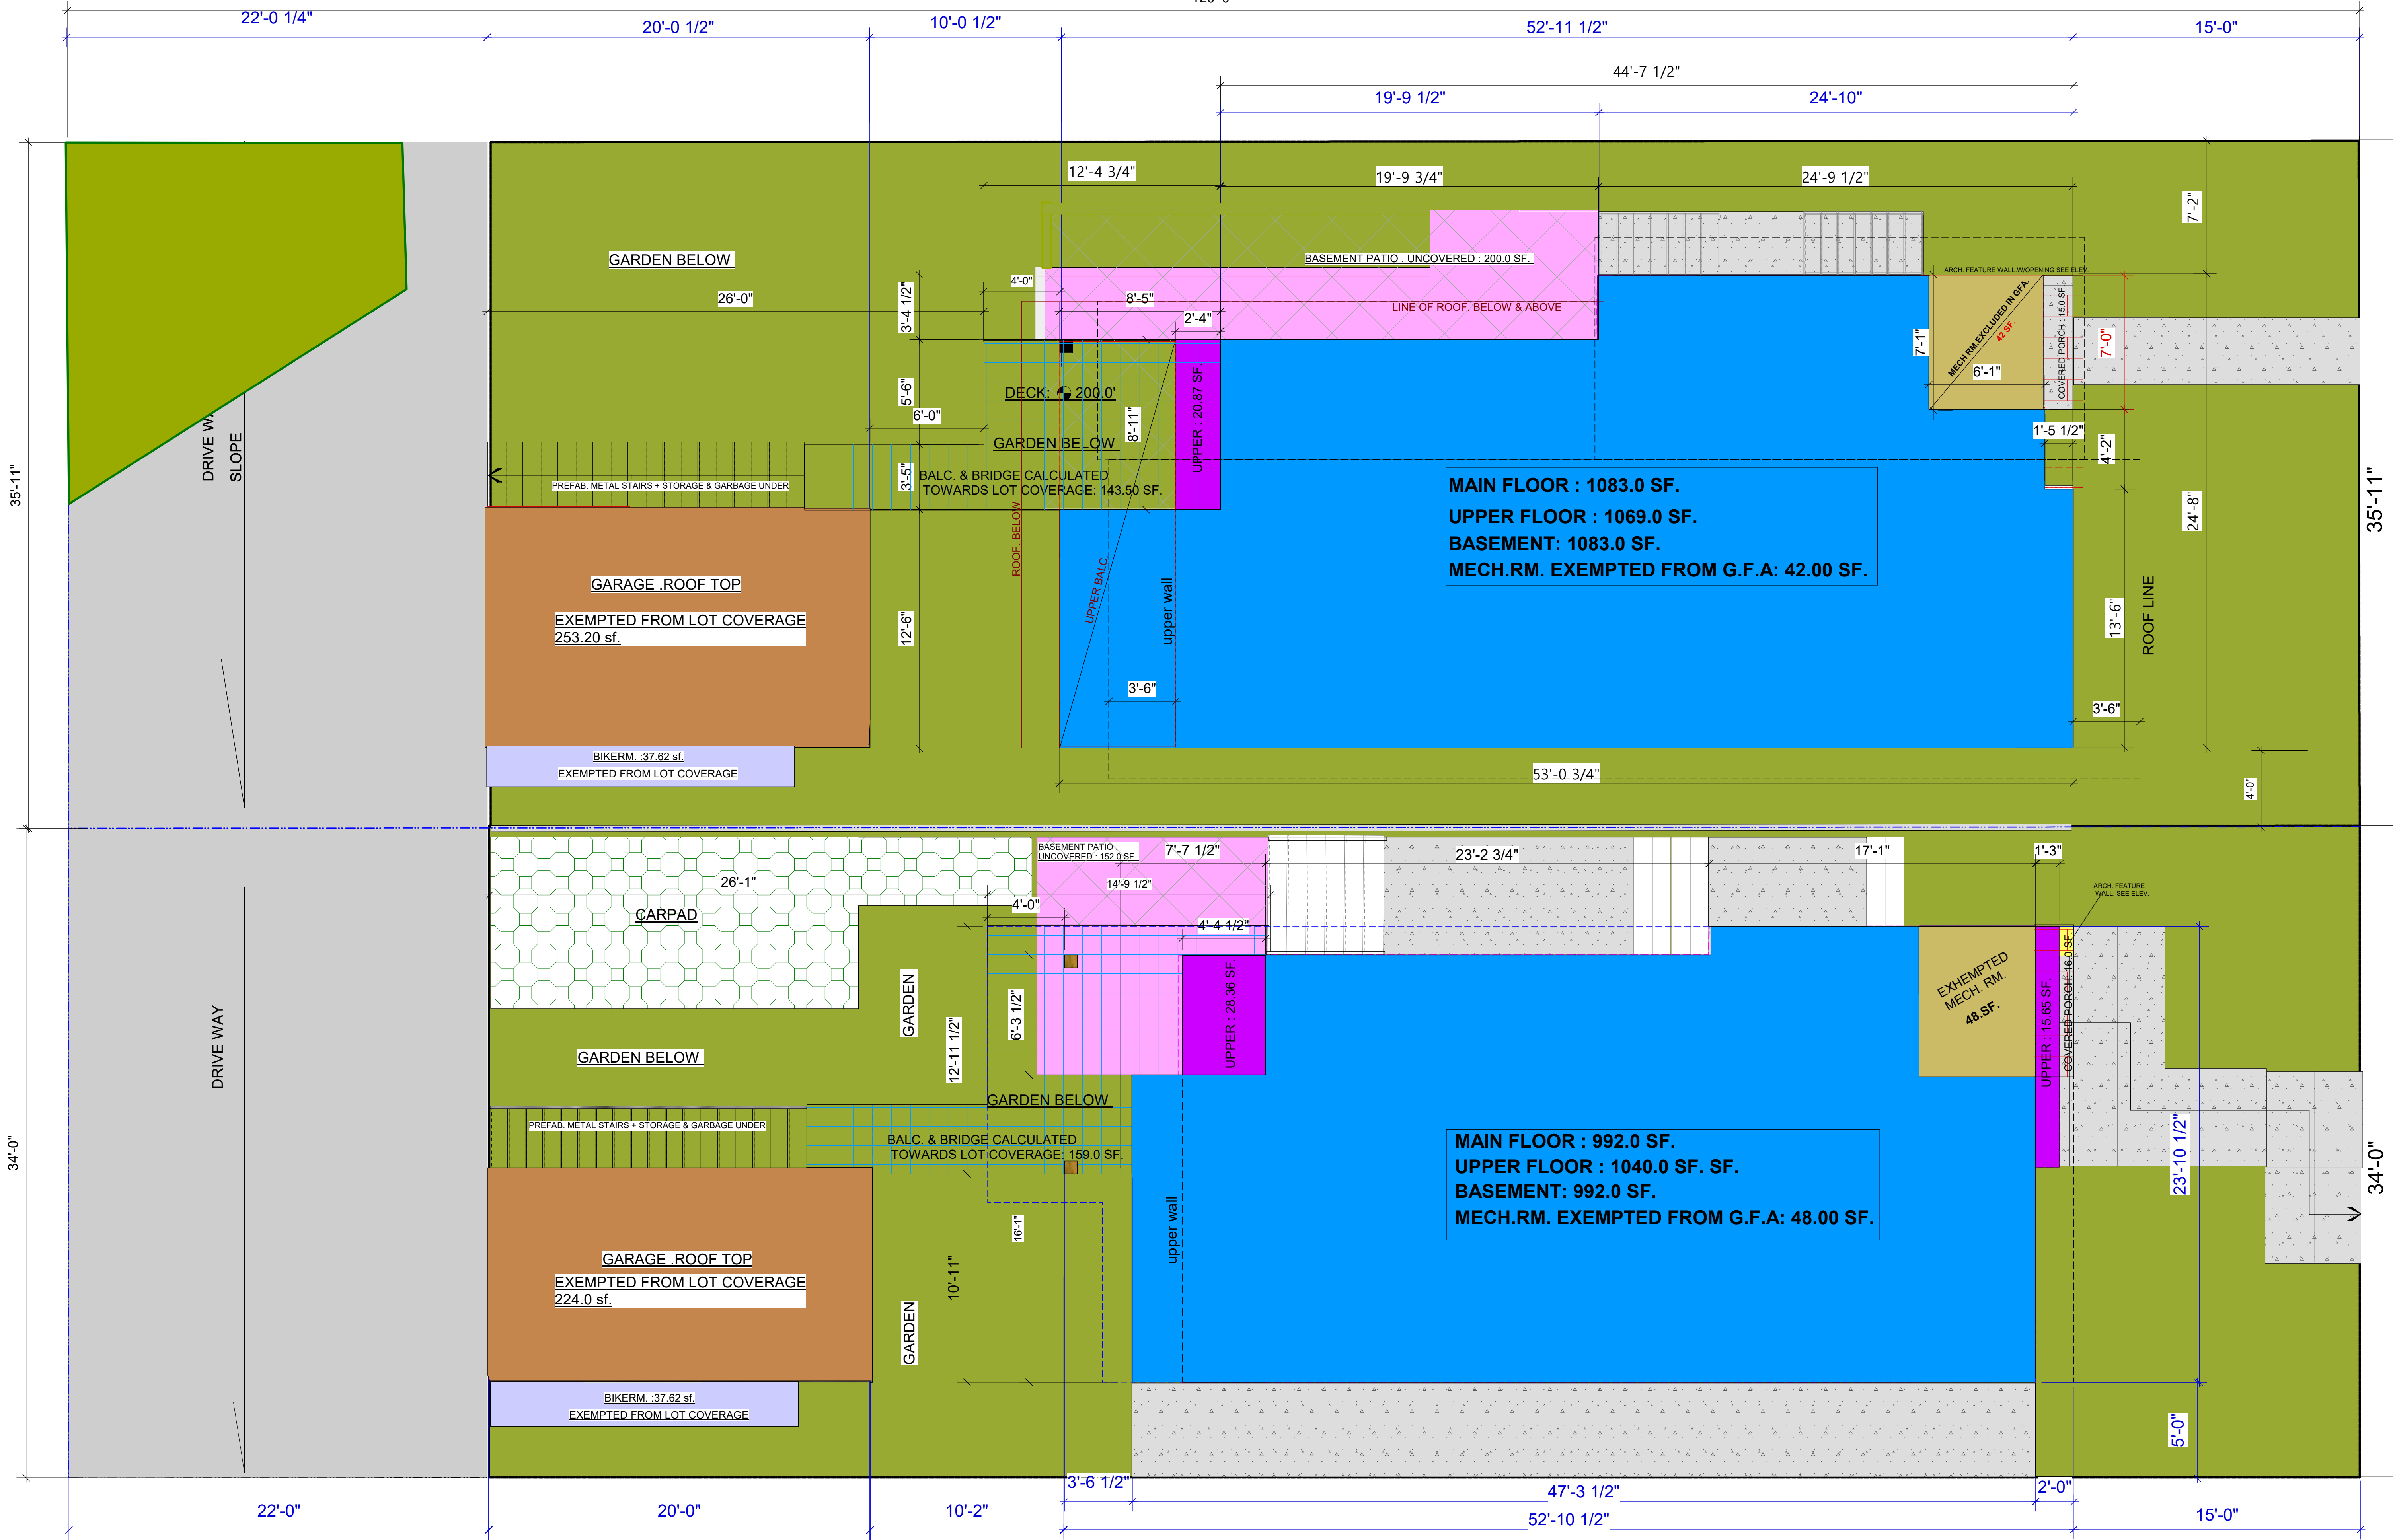 22'-0 1/4"
20'-0 1/2"
10'-0 1/2"
52'-11 1/2"
15'-0"
44'-7 1/2"
19'-9 1/2"
24'-10"
12'-4 3/4"
19'-9 3/4"
24'-9 1/2"
7'-2"
GARDEN BELOW
BASEMENT PATIO , UNCOVERED : 200.0 SF.
ARCH. FEATURE WALL.W/OPENING SEE ELEV.
4'-0"
26'-0"
3'-4 1/2"
8'-5"
LINE OF ROOF. BELOW & ABOVE
2'-4"
MECH RM.EXCLUDED IN GFA.
42 SF.
COVERED PORCH : 15.0 SF.
7'-1"
7'-0"
6'-1"
DECK: 200.0'
UPPER : 20.87 SF.
5'-6"
6'-0"
8'-11"
1'-5 1/2"
4'-2"
DRIVE W
SLOPE
GARDEN BELOW
35'-11"
PREFAB. METAL STAIRS + STORAGE & GARBAGE UNDER
3'-5"
BALC. & BRIDGE CALCULATED
TOWARDS LOT COVERAGE: 143.50 SF.
MAIN FLOOR : 1083.0 SF.
UPPER FLOOR : 1069.0 SF.
BASEMENT: 1083.0 SF.
MECH.RM. EXEMPTED FROM G.F.A: 42.00 SF.
24'-8"
35'-11"
ROOF. BELOW
UPPER BALC.
upper wall
GARAGE .ROOF TOP
EXEMPTED FROM LOT COVERAGE
253.20 sf.
12'-6"
13'-6"
ROOF LINE
3'-6"
3'-6"
BIKERM. :37.62 sf.
EXEMPTED FROM LOT COVERAGE
53'-0 3/4"
4'-0"
BASEMENT PATIO ,
UNCOVERED : 152.0 SF.
7'-7 1/2"
23'-2 3/4"
17'-1"
1'-3"
26'-1"
14'-9 1/2"
ARCH. FEATURE
WALL. SEE ELEV.
CARPAD
4'-0"
4'-4 1/2"
GARDEN
12'-11 1/2"
6'-3 1/2"
UPPER : 28.36 SF.
EXHEMPTED
MECH. RM.
48.SF.
UPPER : 15.65 SF.
COVERED PORCH: 16.0 SF.
DRIVE WAY
GARDEN BELOW
GARDEN BELOW
34'-0"
PREFAB. METAL STAIRS + STORAGE & GARBAGE UNDER
BALC. & BRIDGE CALCULATED
TOWARDS LOT COVERAGE: 159.0 SF.
MAIN FLOOR : 992.0 SF.
UPPER FLOOR : 1040.0 SF. SF.
BASEMENT: 992.0 SF.
MECH.RM. EXEMPTED FROM G.F.A: 48.00 SF.
23'-10 1/2"
34'-0"
GARAGE .ROOF TOP
EXEMPTED FROM LOT COVERAGE
224.0 sf.
16'-1"
10'-11"
upper wall
GARDEN
BIKERM. :37.62 sf.
EXEMPTED FROM LOT COVERAGE
5'-0"
3'-6 1/2"
47'-3 1/2"
2'-0"
22'-0"
20'-0"
10'-2"
52'-10 1/2"
15'-0"